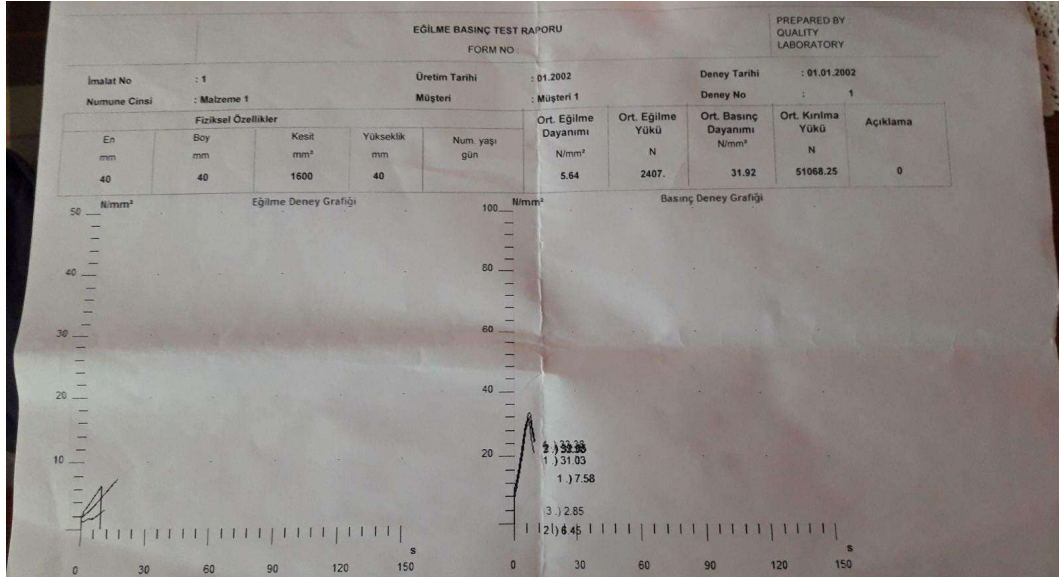 EĞİLME BASINÇ TEST RAPORU
FORM NO :
PREPARED BY
QUALITY
LABORATORY
İmalat No : 1 Üretim Tarihi : 01.2002 Deney Tarihi : 01.01.2002
Numune Cinsi : Malzeme 1 Müşteri : Müşteri 1 Deney No : 1
Fiziksel Özellikler Ort. Eğilme Dayanımı Ort. Eğilme Yükü Ort. Basınç Dayanımı Ort. Kırılma Yükü Açıklama
En Boy Kesit Yükseklik Num. yaşı
mm mm mm² mm gün N/mm² N N/mm² N
40 40 1600 40 5.64 2407. 31.92 51068.25 0
N/mm² Eğilme Deney Grafiği N/mm² Basınç Deney Grafiği
50 100
40 80
30 60
20 40
10 20
1 .) 31.03
1 .) 7.58
3 .) 2.85
2 .) 6.45
s s
0 30 60 90 120 150 0 30 60 90 120 150